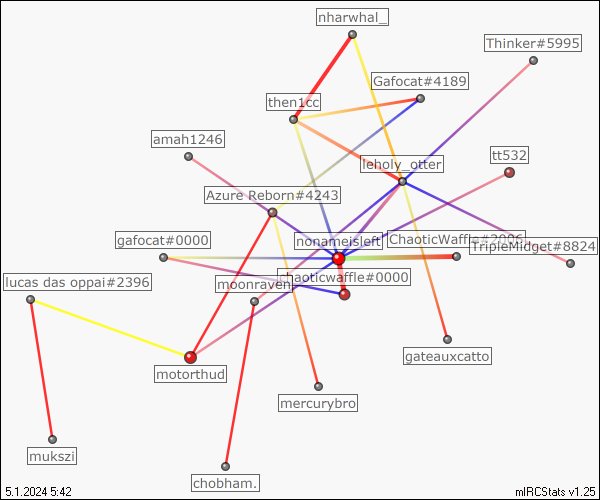 nharwhal_
Thinker#5995
Gafocat#4189
then1cc
amah1246
leholy_otter
tt532
Azure Reborn#4243
gafocat#0000
nonameisleft
ChaoticWaffle#2006
TripleMidget#8824
lucas das oppai#2396
moonraven
chaoticwaffle#0000
gateauxcatto
motorthud
mercurybro
mukszi
chobham.
5.1.2024 5:42
mIRCStats v1.25